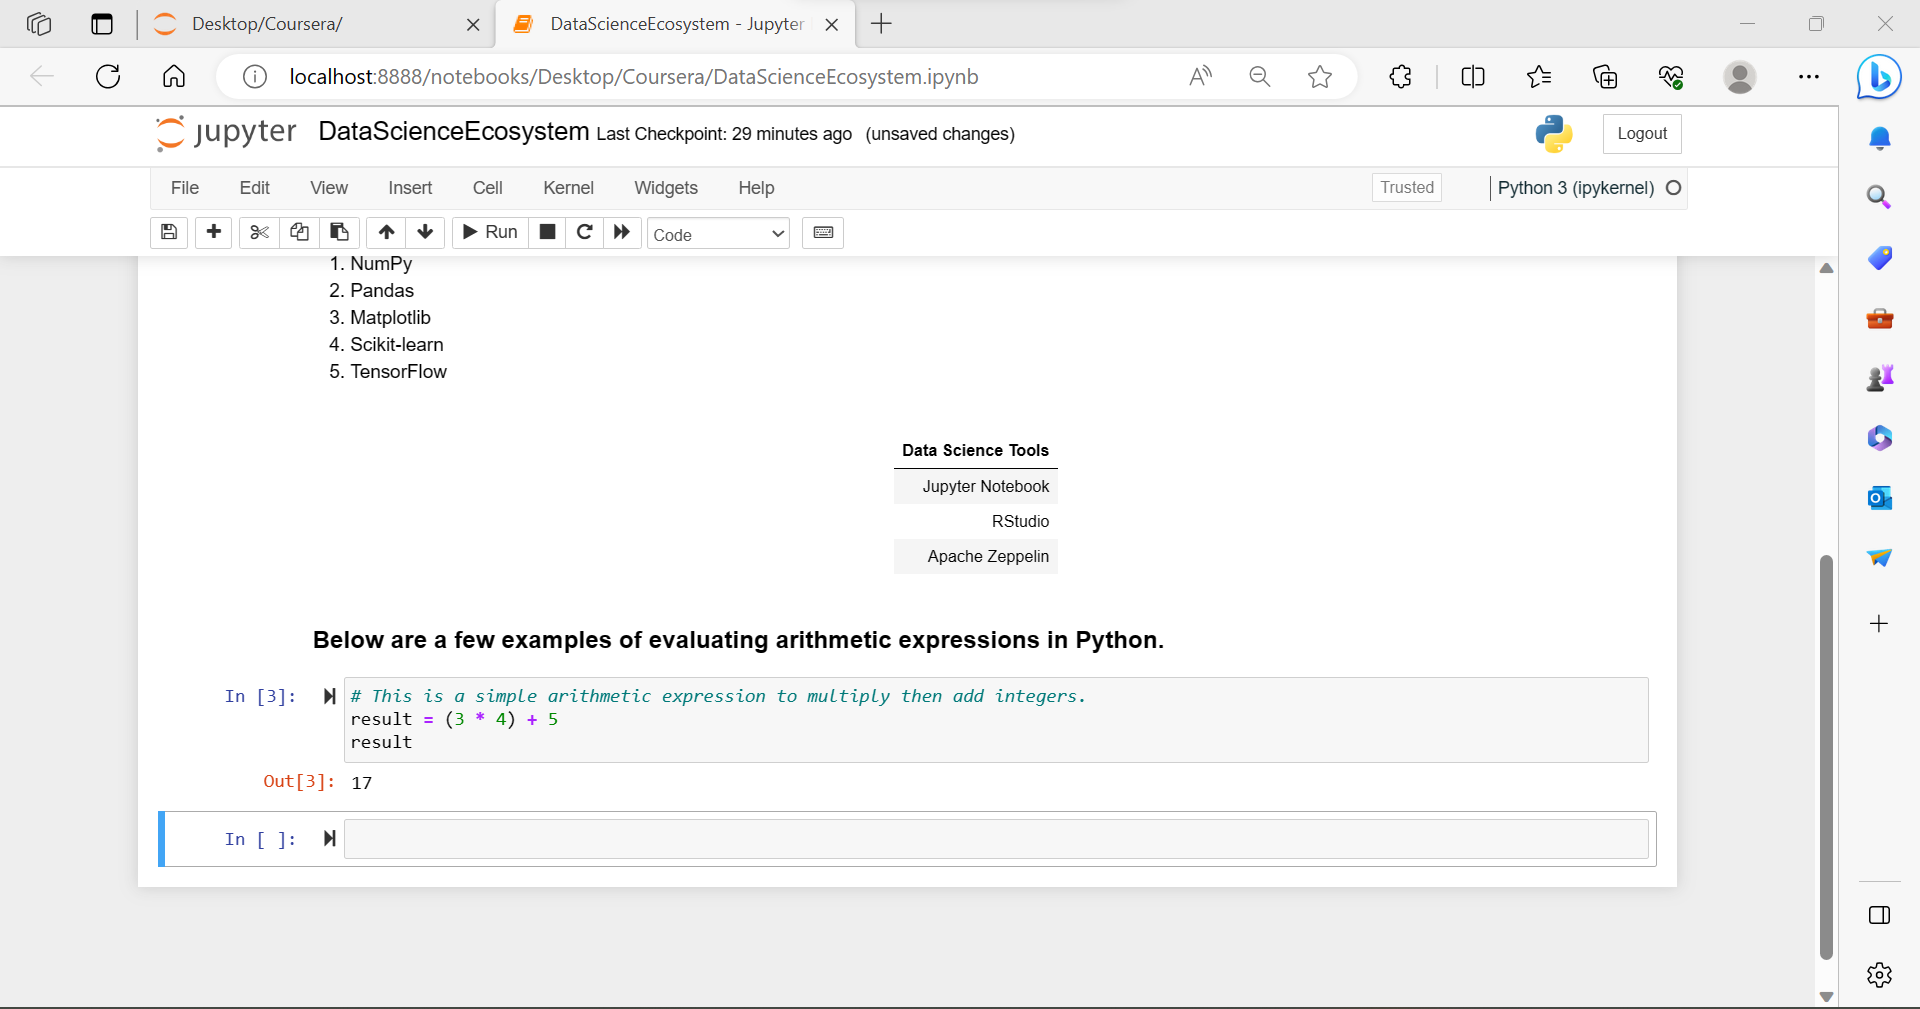 Desktop/Coursera/
DataScienceEcosystem - Jupyter
localhost:8888/notebooks/Desktop/Coursera/DataScienceEcosystem.ipynb
jupyter DataScienceEcosystem Last Checkpoint: 29 minutes ago (unsaved changes)
Logout
File Edit View Insert Cell Kernel Widgets Help
Trusted
Python 3 (ipykernel)
Run
Code
1. NumPy
2. Pandas
3. Matplotlib
4. Scikit-learn
5. TensorFlow
Data Science Tools
Jupyter Notebook
RStudio
Apache Zeppelin
Below are a few examples of evaluating arithmetic expressions in Python.
In [3]: # This is a simple arithmetic expression to multiply then add integers.
result = (3 * 4) + 5
result
Out[3]: 17
In [ ]: